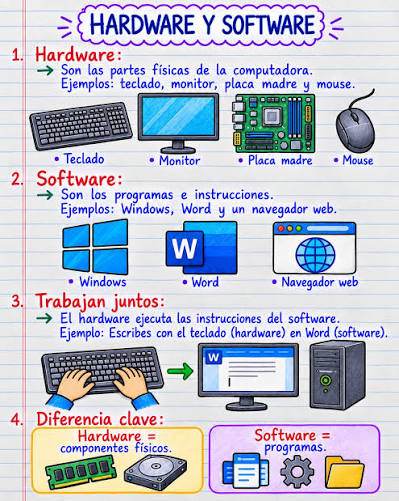 HARDWARE Y SOFTWARE
1. Hardware:
→ Son las partes físicas de la computadora.
Ejemplos: teclado, monitor, placa madre y mouse.
• Teclado
• Monitor
• Placa madre
• Mouse
2. Software:
→ Son los programas e instrucciones.
Ejemplos: Windows, Word y un navegador web.
W
• Windows
• Word
• Navegador web
3. Trabajan juntos:
→ El hardware ejecuta las instrucciones del software.
Ejemplo: Escribes con el teclado (hardware) en Word (software).
W
4. Diferencia clave:
Hardware =
componentes físicos.
Software =
programas.